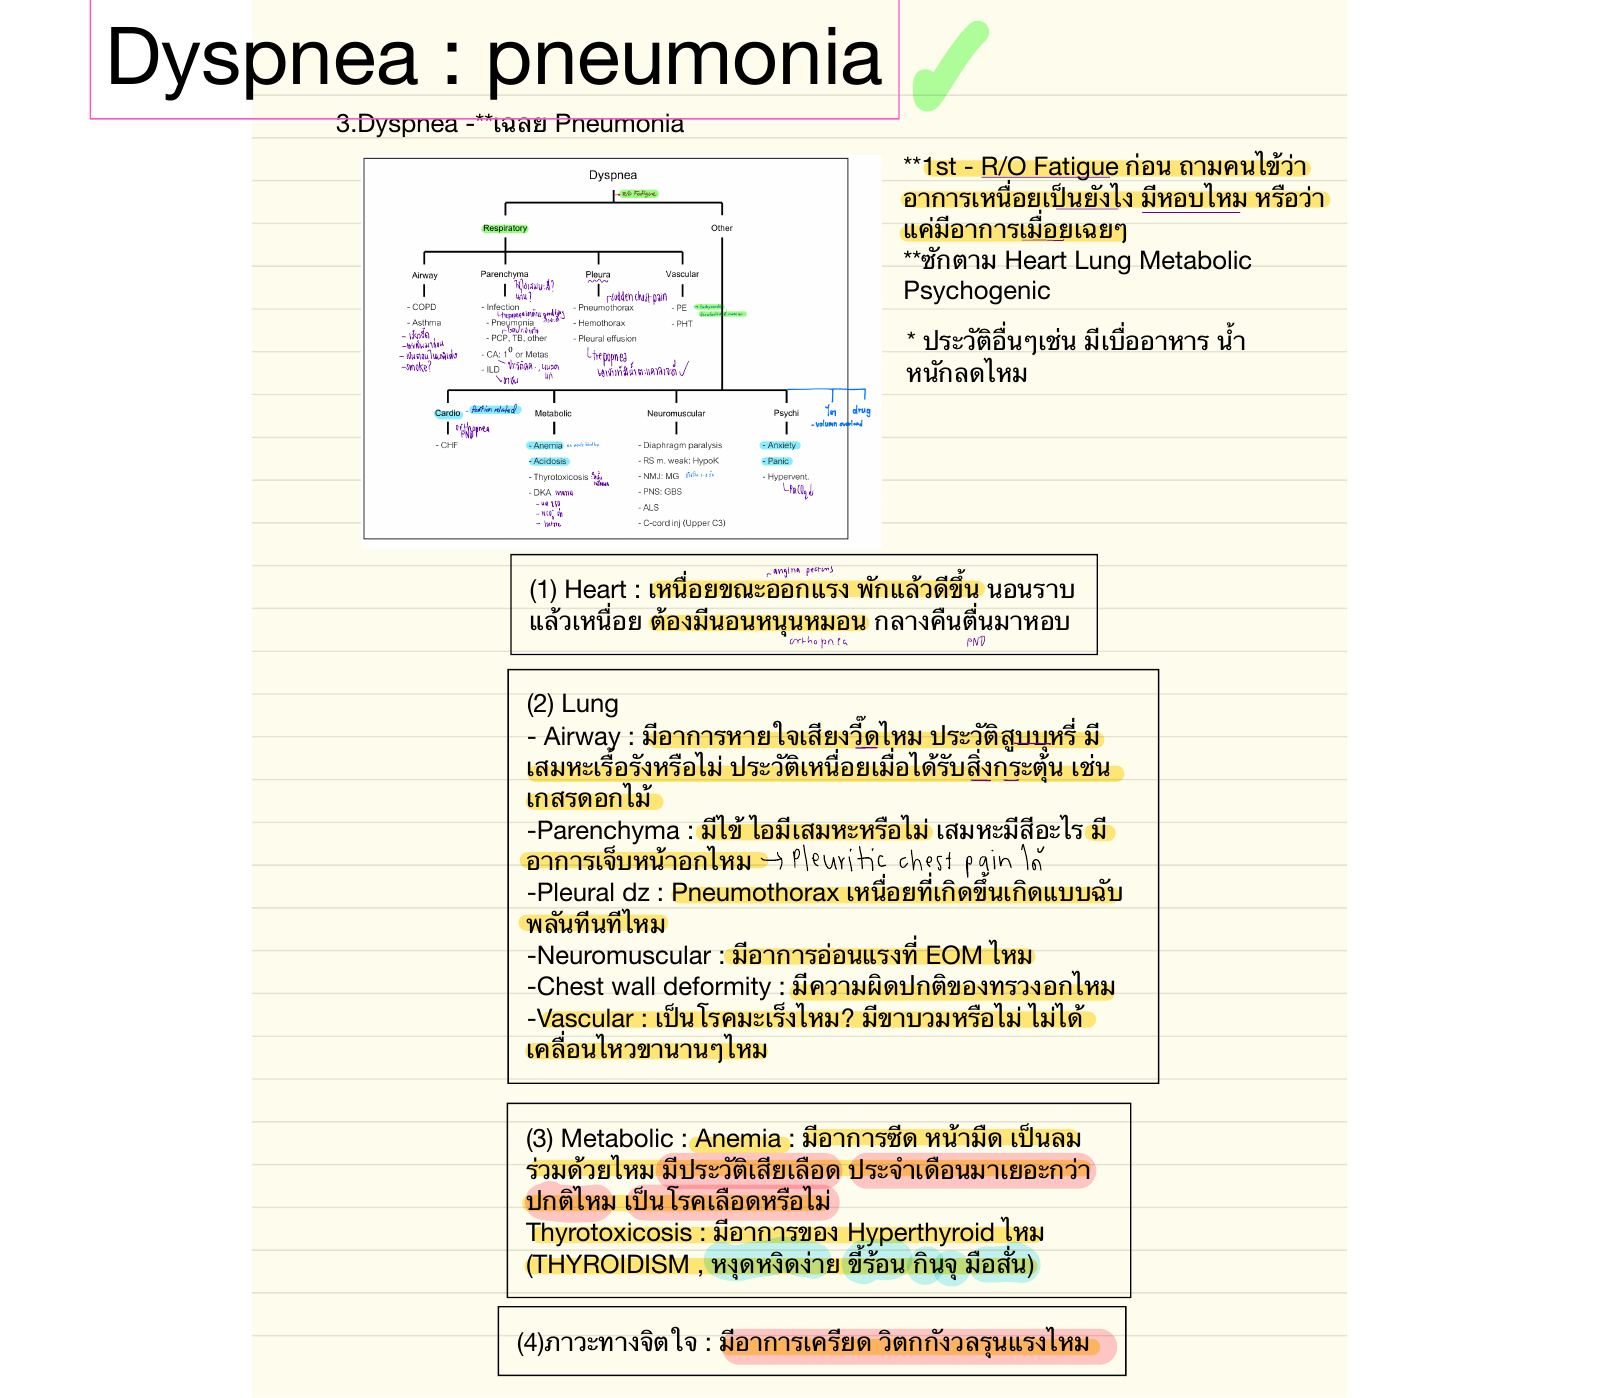 Dyspnea : pneumonia
3.Dyspnea -**เฉลย Pneumonia
**1st - R/O Fatigue ก่อน ถามคนไข้ว่า
อาการเหนื่อยเป็นยังไง มีหอบไหม หรือว่า
แค่มีอาการเมื่อยเฉยๆ
**ซักตาม Heart Lung Metabolic
Psychogenic
* ประวัติอื่นๆเช่น มีเบื่ออาหาร น้ำ
หนักลดไหม
Dyspnea
R/O Fatigue
Respiratory
Other
Airway
- COPD
- Asthma
- smoke?
Parenchyma
- Infection
- Pneumonia
- PCP, TB, other
- CA: 1° or Metas
- ILD
Pleura
sudden chest pain
- Pneumothorax
- Hemothorax
- Pleural effusion
trepopnea
Vascular
- PE
- PHT
Cardio
- Position related
orthopnea
PND
- CHF
Metabolic
- Anemia
- Acidosis
- Thyrotoxicosis
- DKA
Neuromuscular
- Diaphragm paralysis
- RS m. weak: HypoK
- NMJ: MG
- PNS: GBS
- ALS
- C-cord inj (Upper C3)
Psychi
- Anxiety
- Panic
- Hypervent.
ไต
- volume overload
drug
(1) Heart : เหนื่อยขณะออกแรง พักแล้วดีขึ้น นอนราบ
angina pectoris
แล้วเหนื่อย ต้องมีนอนหนุนหมอน กลางคืนตื่นมาหอบ
orthopnea
PND
(2) Lung
- Airway : มีอาการหายใจเสียงวี๊ดไหม ประวัติสูบบุหรี่ มี
เสมหะเรื้อรังหรือไม่ ประวัติเหนื่อยเมื่อได้รับสิ่งกระตุ้น เช่น
เกสรดอกไม้
-Parenchyma : มีไข้ ไอมีเสมหะหรือไม่ เสมหะมีสีอะไร มี
อาการเจ็บหน้าอกไหม → Pleuritic chest pain ได้
-Pleural dz : Pneumothorax เหนื่อยที่เกิดขึ้นเกิดแบบฉับ
พลันทีนทีไหม
-Neuromuscular : มีอาการอ่อนแรงที่ EOM ไหม
-Chest wall deformity : มีความผิดปกติของทรวงอกไหม
-Vascular : เป็นโรคมะเร็งไหม? มีขาบวมหรือไม่ ไม่ได้
เคลื่อนไหวขานานๆไหม
(3) Metabolic : Anemia : มีอาการซีด หน้ามืด เป็นลม
ร่วมด้วยไหม มีประวัติเสียเลือด ประจำเดือนมาเยอะกว่า
ปกติไหม เป็นโรคเลือดหรือไม่
Thyrotoxicosis : มีอาการของ Hyperthyroid ไหม
(THYROIDISM , หงุดหงิดง่าย ขี้ร้อน กินจุ มือสั่น)
(4)ภาวะทางจิตใจ : มีอาการเครียด วิตกกังวลรุนแรงไหม